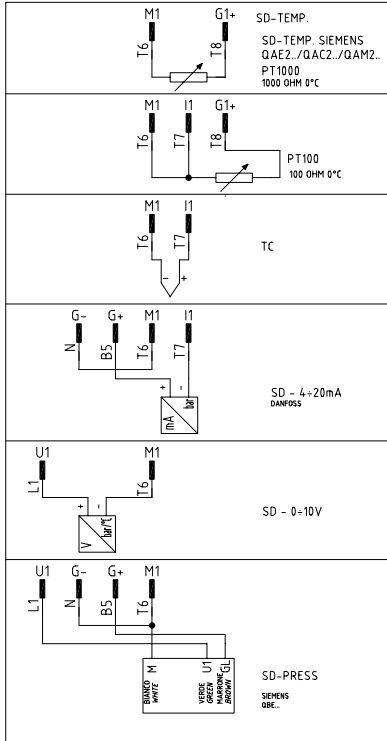 M1 G1+ SD-TEMP.
T6 T8
SD-TEMP. SIEMENS
QAE2../QAC2../QAM2..
PT1000
1000 OHM 0°C
M1 I1 G1+
T6 T7 T8
PT100
100 OHM 0°C
M1 I1
T6 T7
TC
- +
G- G+ M1 I1
N B5 T6 T7
+ -
mA bar
SD - 4÷20mA
DANFOSS
U1 M1
L1 T6
+ -
V bar/°C
SD - 0÷10V
U1 G- G+ M1
L1 N B5 T6
M U1 GL
BIANCO
WHITE
VERDE
GREEN
MARRONE
BROWN
SD-PRESS
SIEMENS
QBE...